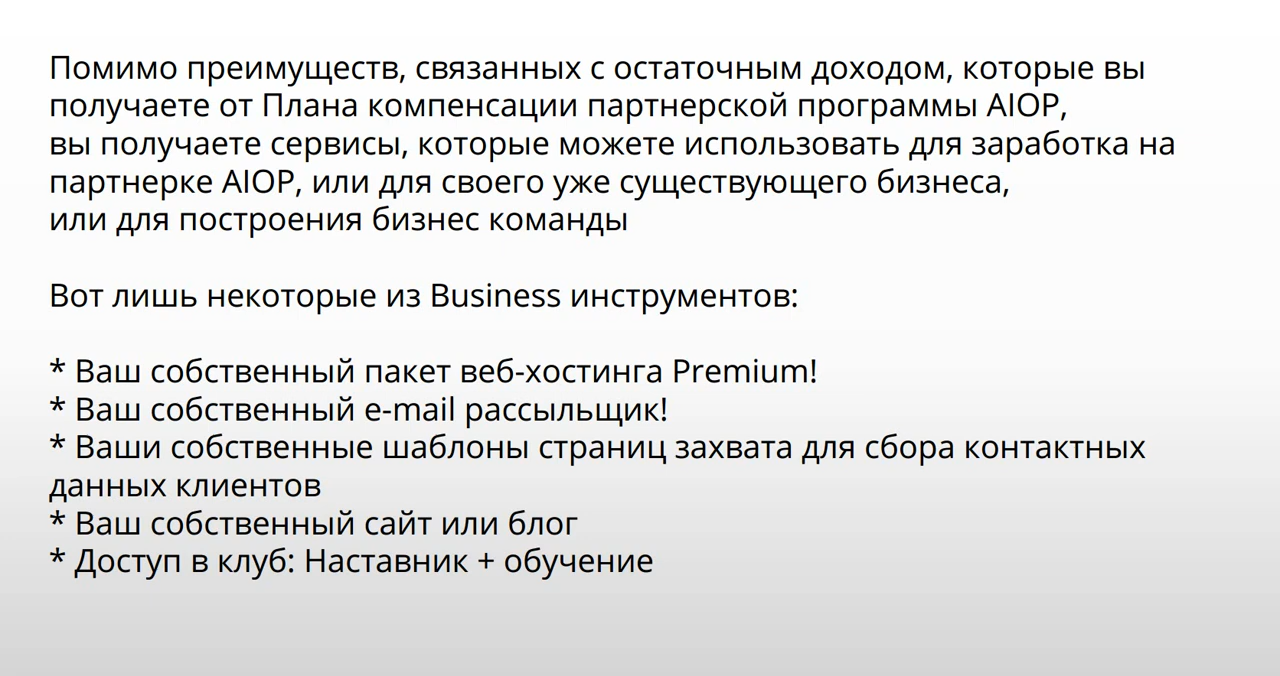 Помимо преимуществ, связанных с остаточным доходом, которые вы
получаете от Плана компенсации партнерской программы AIOP,
вы получаете сервисы, которые можете использовать для заработка на
партнерке AIOP, или для своего уже существующего бизнеса,
или для построения бизнес команды
Вот лишь некоторые из Business инструментов:
* Ваш собственный пакет веб-хостинга Premium!
* Ваш собственный e-mail рассыльщик!
* Ваши собственные шаблоны страниц захвата для сбора контактных
данных клиентов
* Ваш собственный сайт или блог
* Доступ в клуб: Наставник + обучение